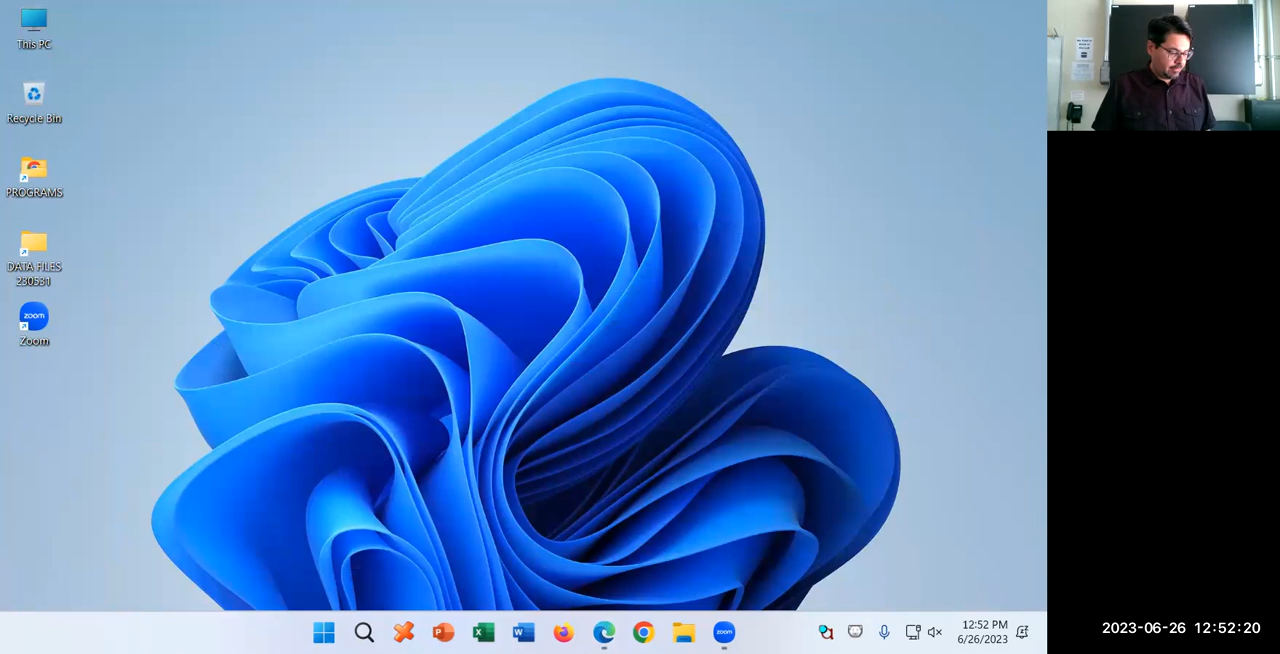 This PC
Recycle Bin
PROGRAMS
DATA FILES
230531
zoom
Zoom
P
X
W
zoom
12:52 PM
6/26/2023
2023-06-26 12:52:20